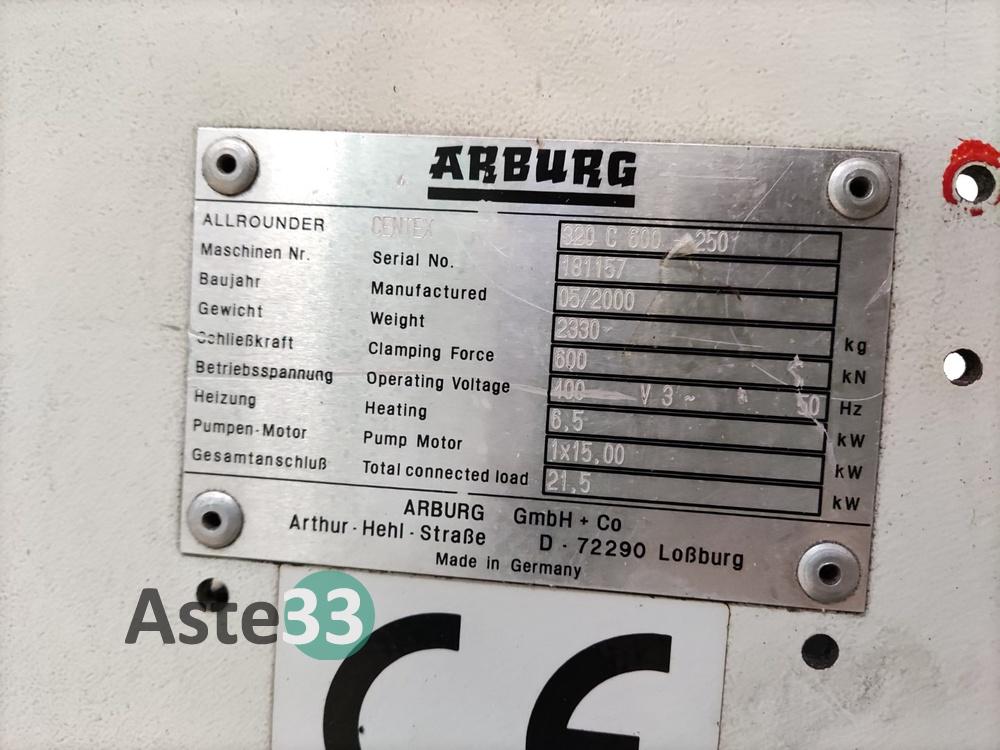 ARBURG
ALLROUNDER CENTEX 320 C 600 - 250
Maschinen Nr. Serial No. 181157
Baujahr Manufactured 05/2000
Gewicht Weight 2330 kg
Schließkraft Clamping Force 600 kN
Betriebsspannung Operating Voltage 400 V 3~ 50 Hz
Heizung Heating 6,5 kW
Pumpen-Motor Pump Motor 1x15,00 kW
Gesamtanschluß Total connected load 21,5 kW
ARBURG GmbH + Co
Arthur-Hehl-Straße D-72290 Loßburg
Made in Germany
Aste33
CE